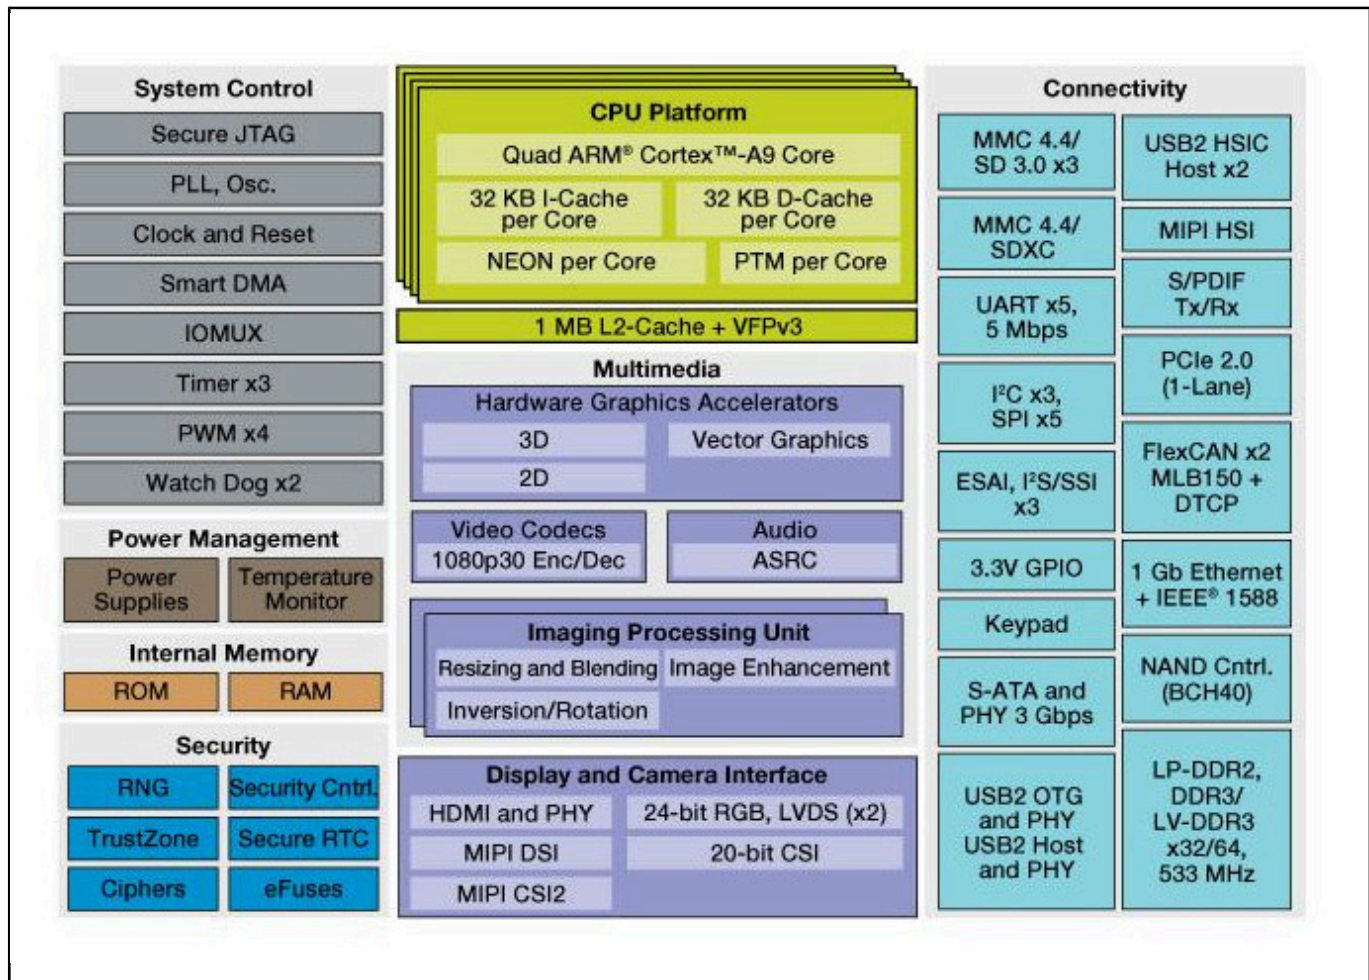 System Control
Secure JTAG
PLL, Osc.
Clock and Reset
Smart DMA
IOMUX
Timer x3
PWM x4
Watch Dog x2
Power Management
Power
Supplies
Temperature
Monitor
Internal Memory
ROM
RAM
Security
RNG
Security Cntrl.
TrustZone
Secure RTC
Ciphers
eFuses
CPU Platform
Quad ARM® Cortex™-A9 Core
32 KB I-Cache
per Core
32 KB D-Cache
per Core
NEON per Core
PTM per Core
1 MB L2-Cache + VFPv3
Multimedia
Hardware Graphics Accelerators
3D
Vector Graphics
2D
Video Codecs
1080p30 Enc/Dec
Audio
ASRC
Imaging Processing Unit
Resizing and Blending
Image Enhancement
Inversion/Rotation
Display and Camera Interface
HDMI and PHY
24-bit RGB, LVDS (x2)
MIPI DSI
20-bit CSI
MIPI CSI2
Connectivity
MMC 4.4/
SD 3.0 x3
MMC 4.4/
SDXC
UART x5,
5 Mbps
I²C x3,
SPI x5
ESAI, I²S/SSI
x3
3.3V GPIO
Keypad
S-ATA and
PHY 3 Gbps
USB2 OTG
and PHY
USB2 Host
and PHY
USB2 HSIC
Host x2
MIPI HSI
S/PDIF
Tx/Rx
PCIe 2.0
(1-Lane)
FlexCAN x2
MLB150 +
DTCP
1 Gb Ethernet
+ IEEE® 1588
NAND Cntrl.
(BCH40)
LP-DDR2,
DDR3/
LV-DDR3
x32/64,
533 MHz